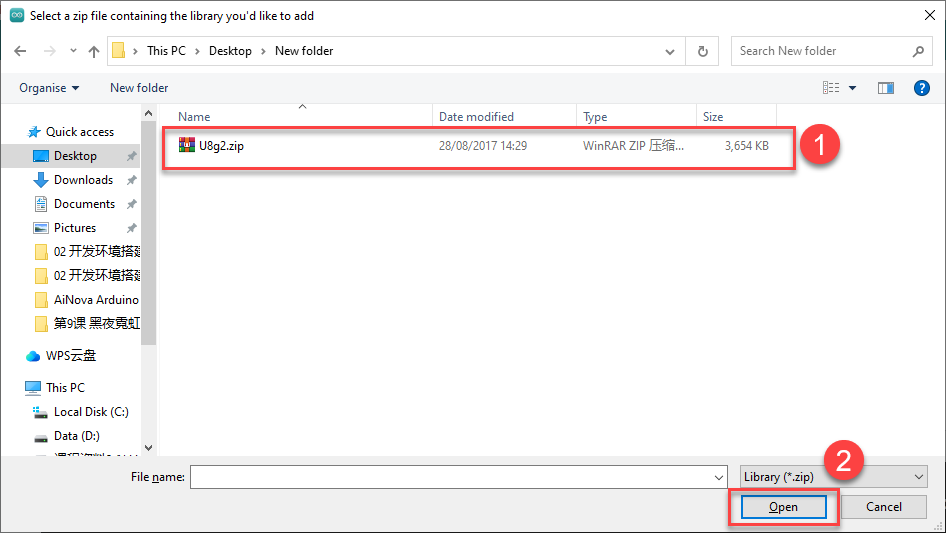 Select a zip file containing the library you'd like to add
This PC > Desktop > New folder
Search New folder
Organise
New folder
Name
Date modified
Type
Size
U8g2.zip
28/08/2017 14:29
WinRAR ZIP 压缩...
3,654 KB
1
Quick access
Desktop
Downloads
Documents
Pictures
02 开发环境搭建
02 开发环境搭建
AiNova Arduino
第9课 黑夜霓虹
WPS云盘
This PC
Local Disk (C:)
Data (D:)
File name:
Library (*.zip)
2
Open
Cancel